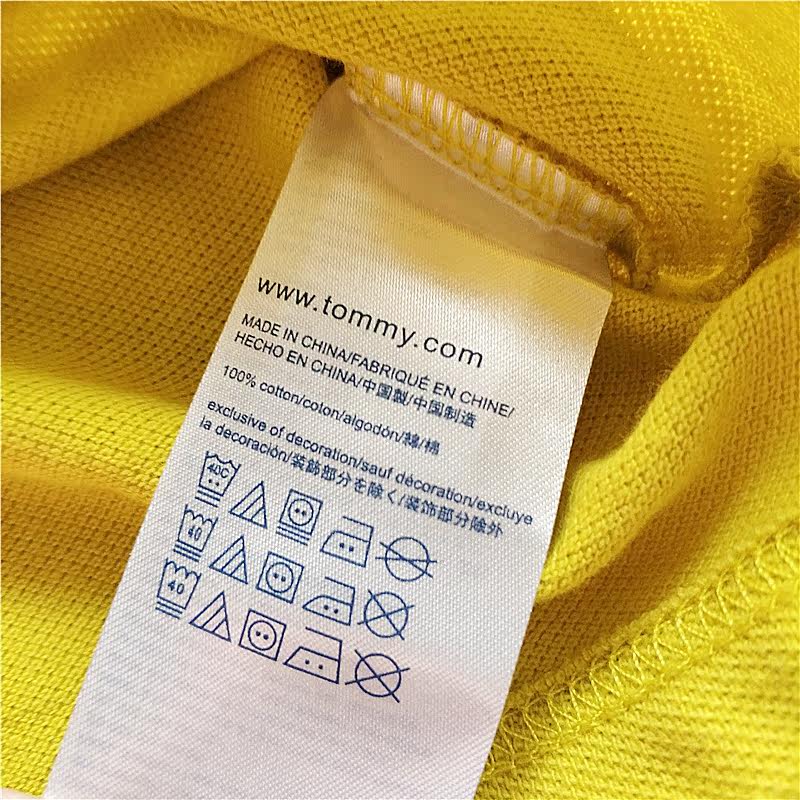 www.tommy.com
MADE IN CHINA/FABRIQUÉ EN CHINE/
HECHO EN CHINA/中国製/中国制造
100% cotton/coton/algodón/綿/棉
exclusive of decoration/sauf décoration/excluye
la decoración/装飾部分を除く/装饰部分除外
40C
40
40